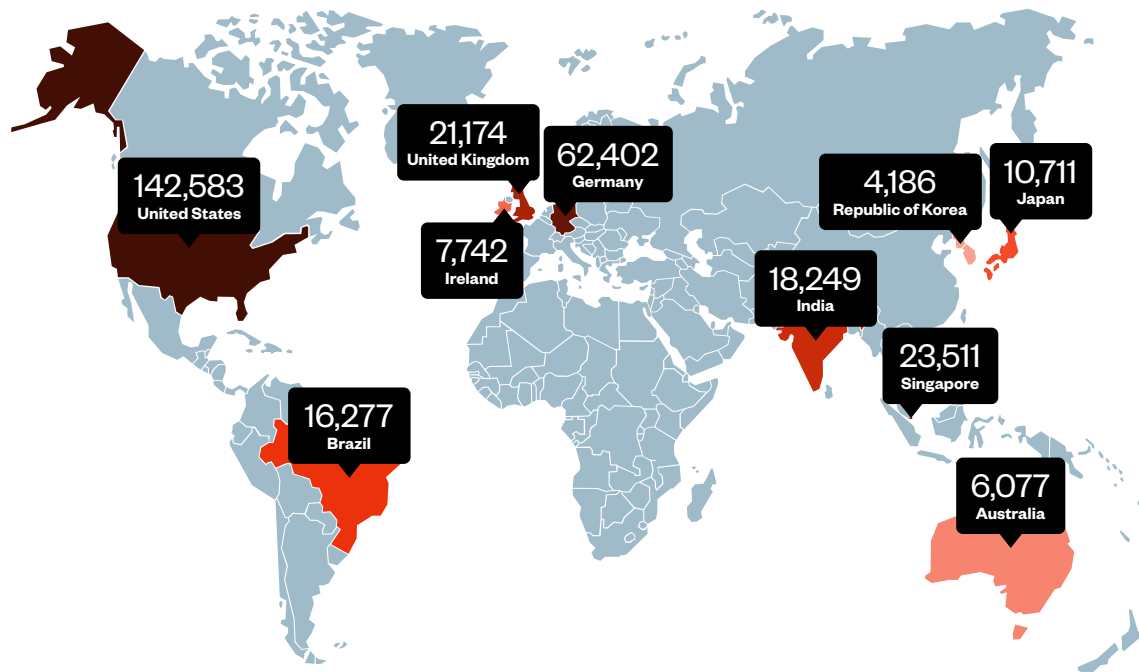 21,174
United Kingdom
62,402
Germany
142,583
United States
4,186
Republic of Korea
10,711
Japan
7,742
Ireland
18,249
India
23,511
Singapore
16,277
Brazil
6,077
Australia